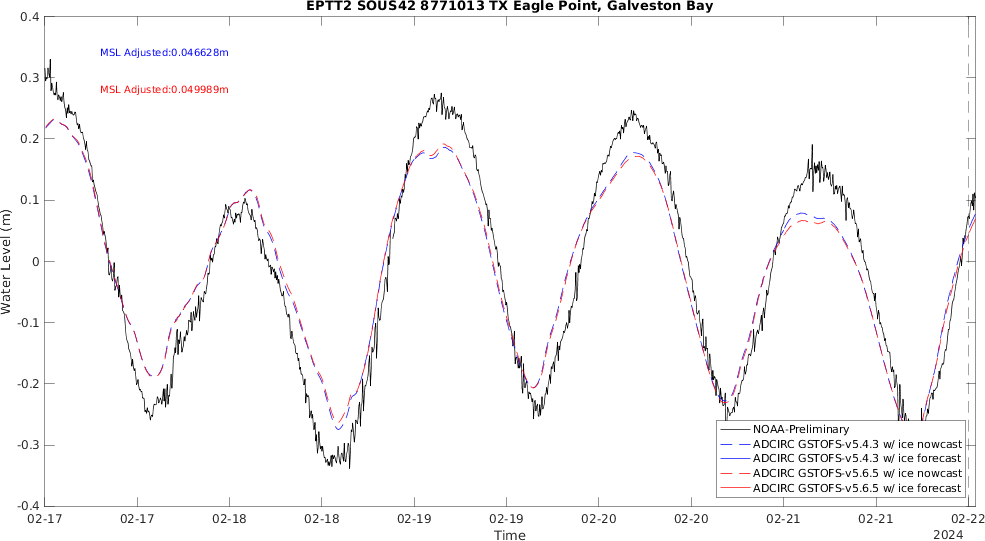 EPTT2 SOUS42 8771013 TX Eagle Point, Galveston Bay
0.4
0.3
0.2
0.1
0
-0.1
-0.2
-0.3
-0.4
Water Level (m)
MSL Adjusted:0.046628m
MSL Adjusted:0.049989m
NOAA-Preliminary
ADCIRC GSTOFS-v5.4.3 w/ ice nowcast
ADCIRC GSTOFS-v5.4.3 w/ ice forecast
ADCIRC GSTOFS-v5.6.5 w/ ice nowcast
ADCIRC GSTOFS-v5.6.5 w/ ice forecast
02-17 02-17 02-18 02-18 02-19 02-19 02-20 02-20 02-21 02-21 02-22
Time
2024